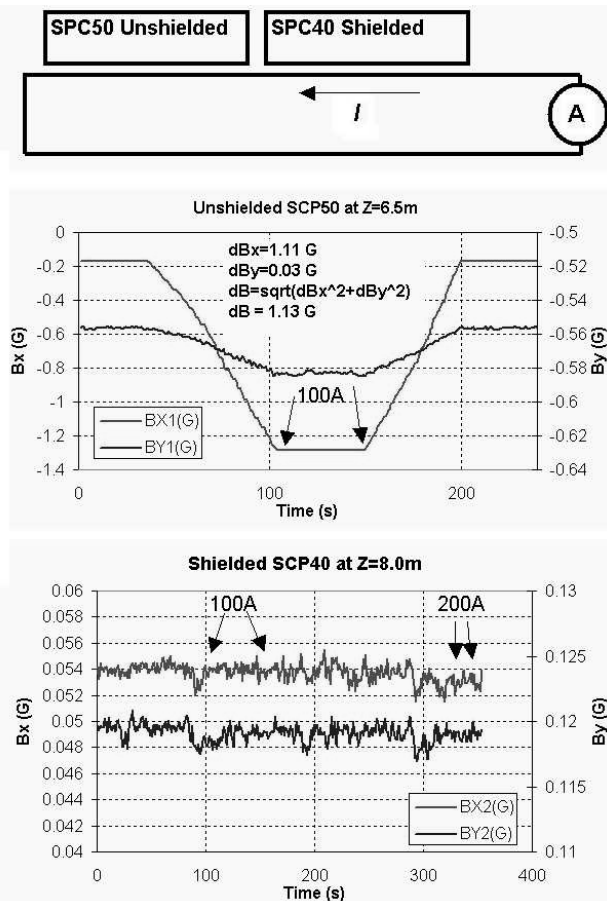 SPC50 Unshielded
SPC40 Shielded
I
A
Unshielded SCP50 at Z=6.5m
dBx=1.11 G
dBy=0.03 G
dB=sqrt(dBx^2+dBy^2)
dB = 1.13 G
100A
BX1(G)
BY1(G)
Bx (G)
0
-0.2
-0.4
-0.6
-0.8
-1
-1.2
-1.4
By (G)
-0.5
-0.52
-0.54
-0.56
-0.58
-0.6
-0.62
-0.64
0
100
200
Time (s)
Shielded SCP40 at Z=8.0m
100A
200A
Bx (G)
0.06
0.058
0.056
0.054
0.052
0.05
0.048
0.046
0.044
0.042
0.04
By (G)
0.13
0.125
0.12
0.115
0.11
BX2(G)
BY2(G)
0
100
200
300
400
Time (s)